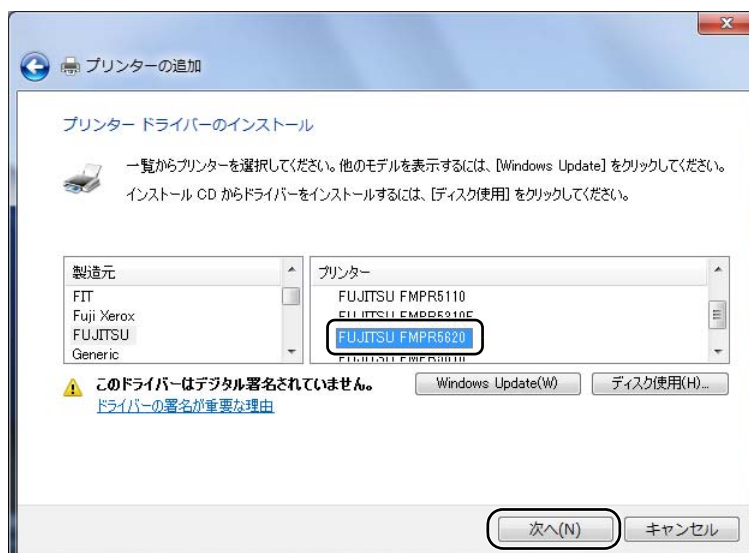 プリンターの追加
プリンター ドライバーのインストール
一覧からプリンターを選択してください。他のモデルを表示するには、[Windows Update] をクリックしてください。
インストール CD からドライバーをインストールするには、[ディスク使用] をクリックしてください。
製造元
FIT
Fuji Xerox
FUJITSU
Generic
プリンター
FUJITSU FMPR5110
FUJITSU
FUJITSU FMPR5620
FUJITSU
このドライバーはデジタル署名されていません。
ドライバーの署名が重要な理由
Windows Update(W)
ディスク使用(H)...
次へ(N)
キャンセル